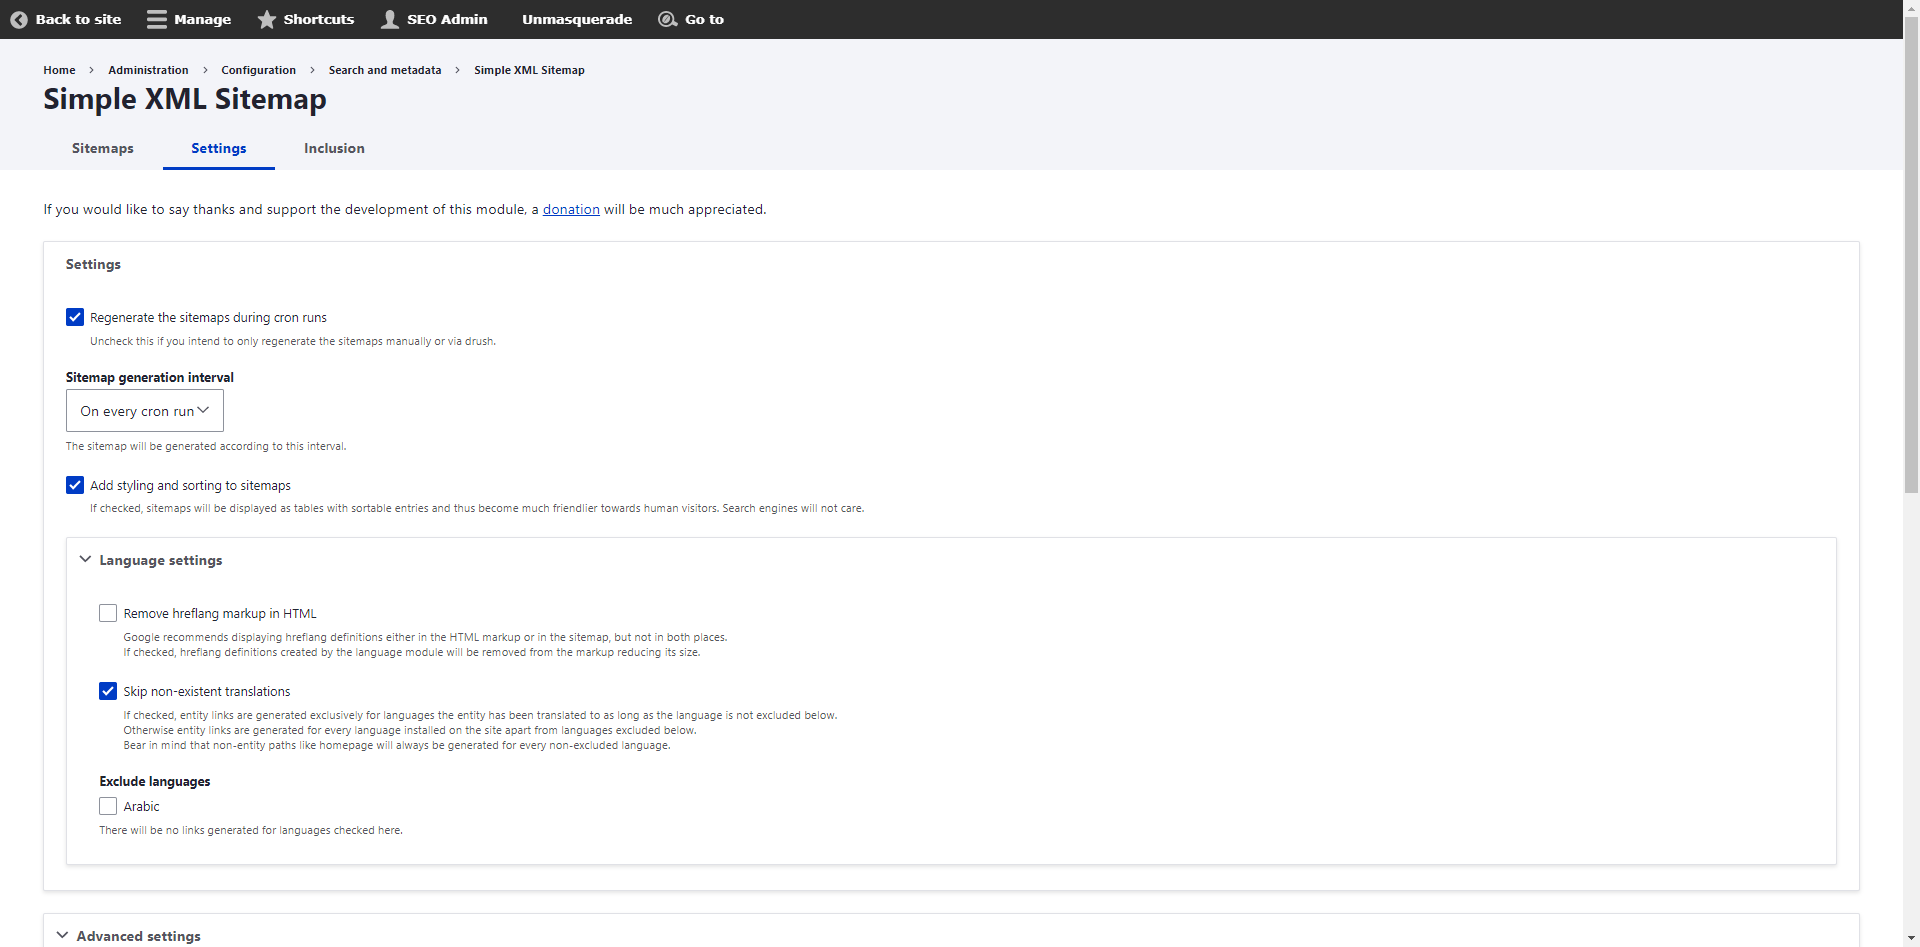 Back to site Manage Shortcuts SEO Admin Unmasquerade Go to
Home > Administration > Configuration > Search and metadata > Simple XML Sitemap
Simple XML Sitemap
Sitemaps Settings Inclusion
If you would like to say thanks and support the development of this module, a donation will be much appreciated.
Settings
Regenerate the sitemaps during cron runs
Uncheck this if you intend to only regenerate the sitemaps manually or via drush.
Sitemap generation interval
On every cron run
The sitemap will be generated according to this interval.
Add styling and sorting to sitemaps
If checked, sitemaps will be displayed as tables with sortable entries and thus become much friendlier towards human visitors. Search engines will not care.
Language settings
Remove hreflang markup in HTML
Google recommends displaying hreflang definitions either in the HTML markup or in the sitemap, but not in both places.
If checked, hreflang definitions created by the language module will be removed from the markup reducing its size.
Skip non-existent translations
If checked, entity links are generated exclusively for languages the entity has been translated to as long as the language is not excluded below.
Otherwise entity links are generated for every language installed on the site apart from languages excluded below.
Bear in mind that non-entity paths like homepage will always be generated for every non-excluded language.
Exclude languages
Arabic
There will be no links generated for languages checked here.
Advanced settings